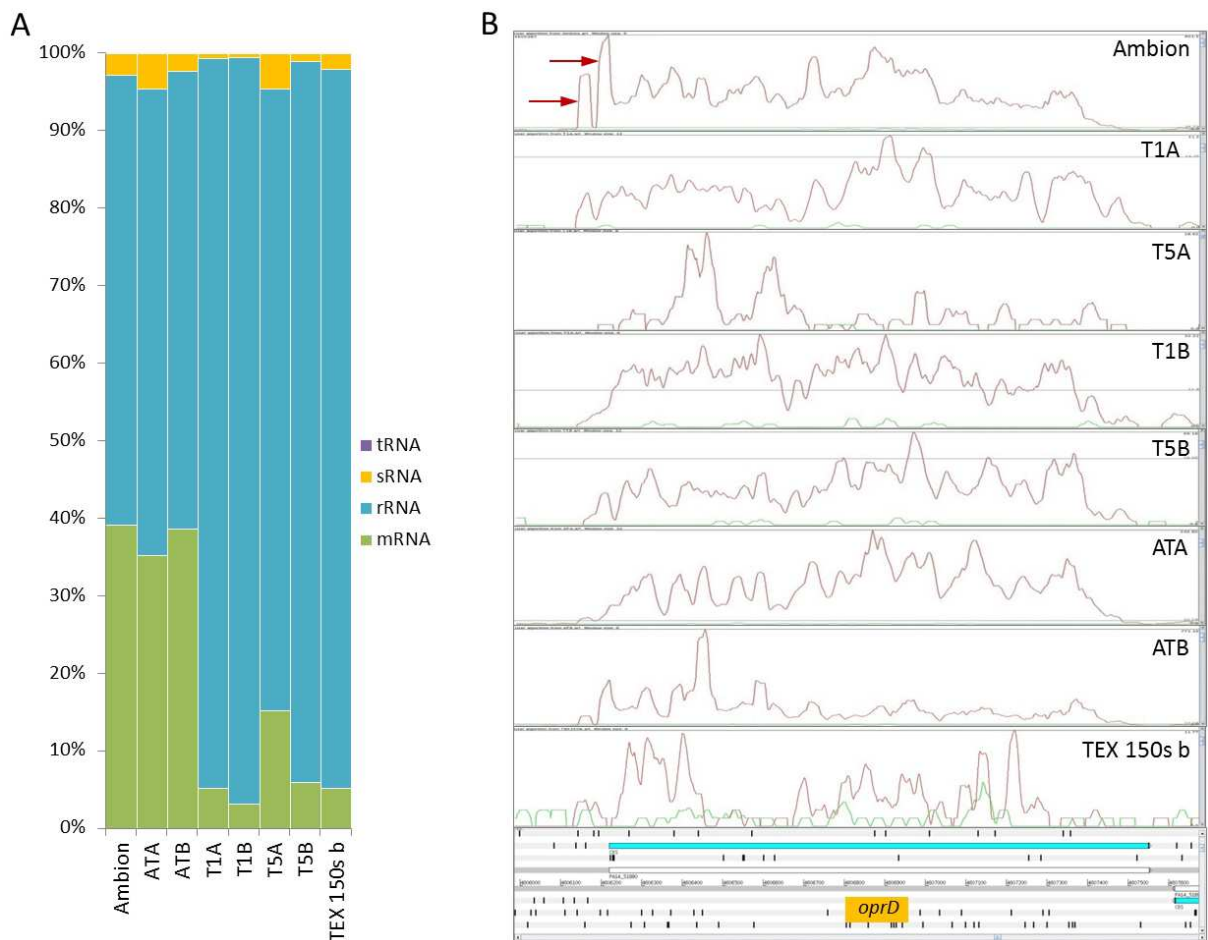 A
100%
90%
80%
70%
60%
50%
40%
30%
20%
10%
0%
tRNA
sRNA
rRNA
mRNA
Ambion
ATA
ATB
T1A
T1B
T5A
T5B
TEX 150s b
B
Ambion
T1A
T5A
T1B
T5B
ATA
ATB
TEX 150s b
oprD